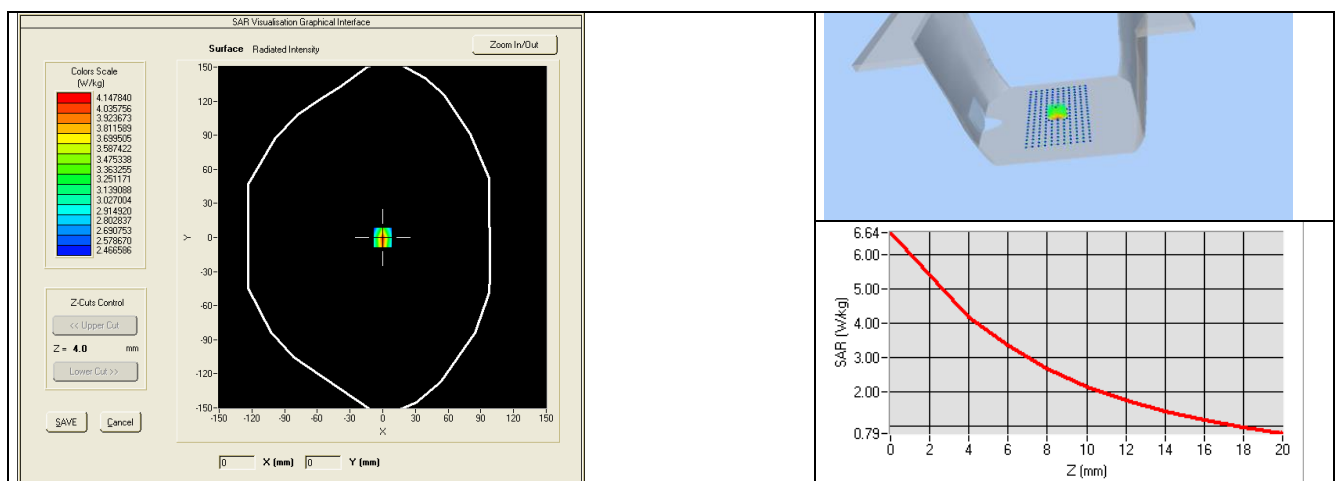 SAR Visualisation Graphical Interface
Surface Radiated Intensity
Zoom In/Out
Colors Scale
(W/kg)
4.147840
4.035756
3.923673
3.811589
3.699505
3.587422
3.475338
3.363255
3.251171
3.139088
3.027004
2.914920
2.802837
2.690753
2.578670
2.466586
Z-Cuts Control
<< Upper Cut
Z = 4.0 mm
Lower Cut >>
SAVE Cancel
150-
120-
90-
60-
30-
0-
-30-
-60-
-90-
-120-
-150-
Y
-150 -120 -90 -60 -30 0 30 60 90 120 150
X
0 X (mm) 0 Y (mm)
6.64-
6.00-
5.00-
4.00-
3.00-
2.00-
0.79-
SAR (W/kg)
0 2 4 6 8 10 12 14 16 18 20
Z (mm)